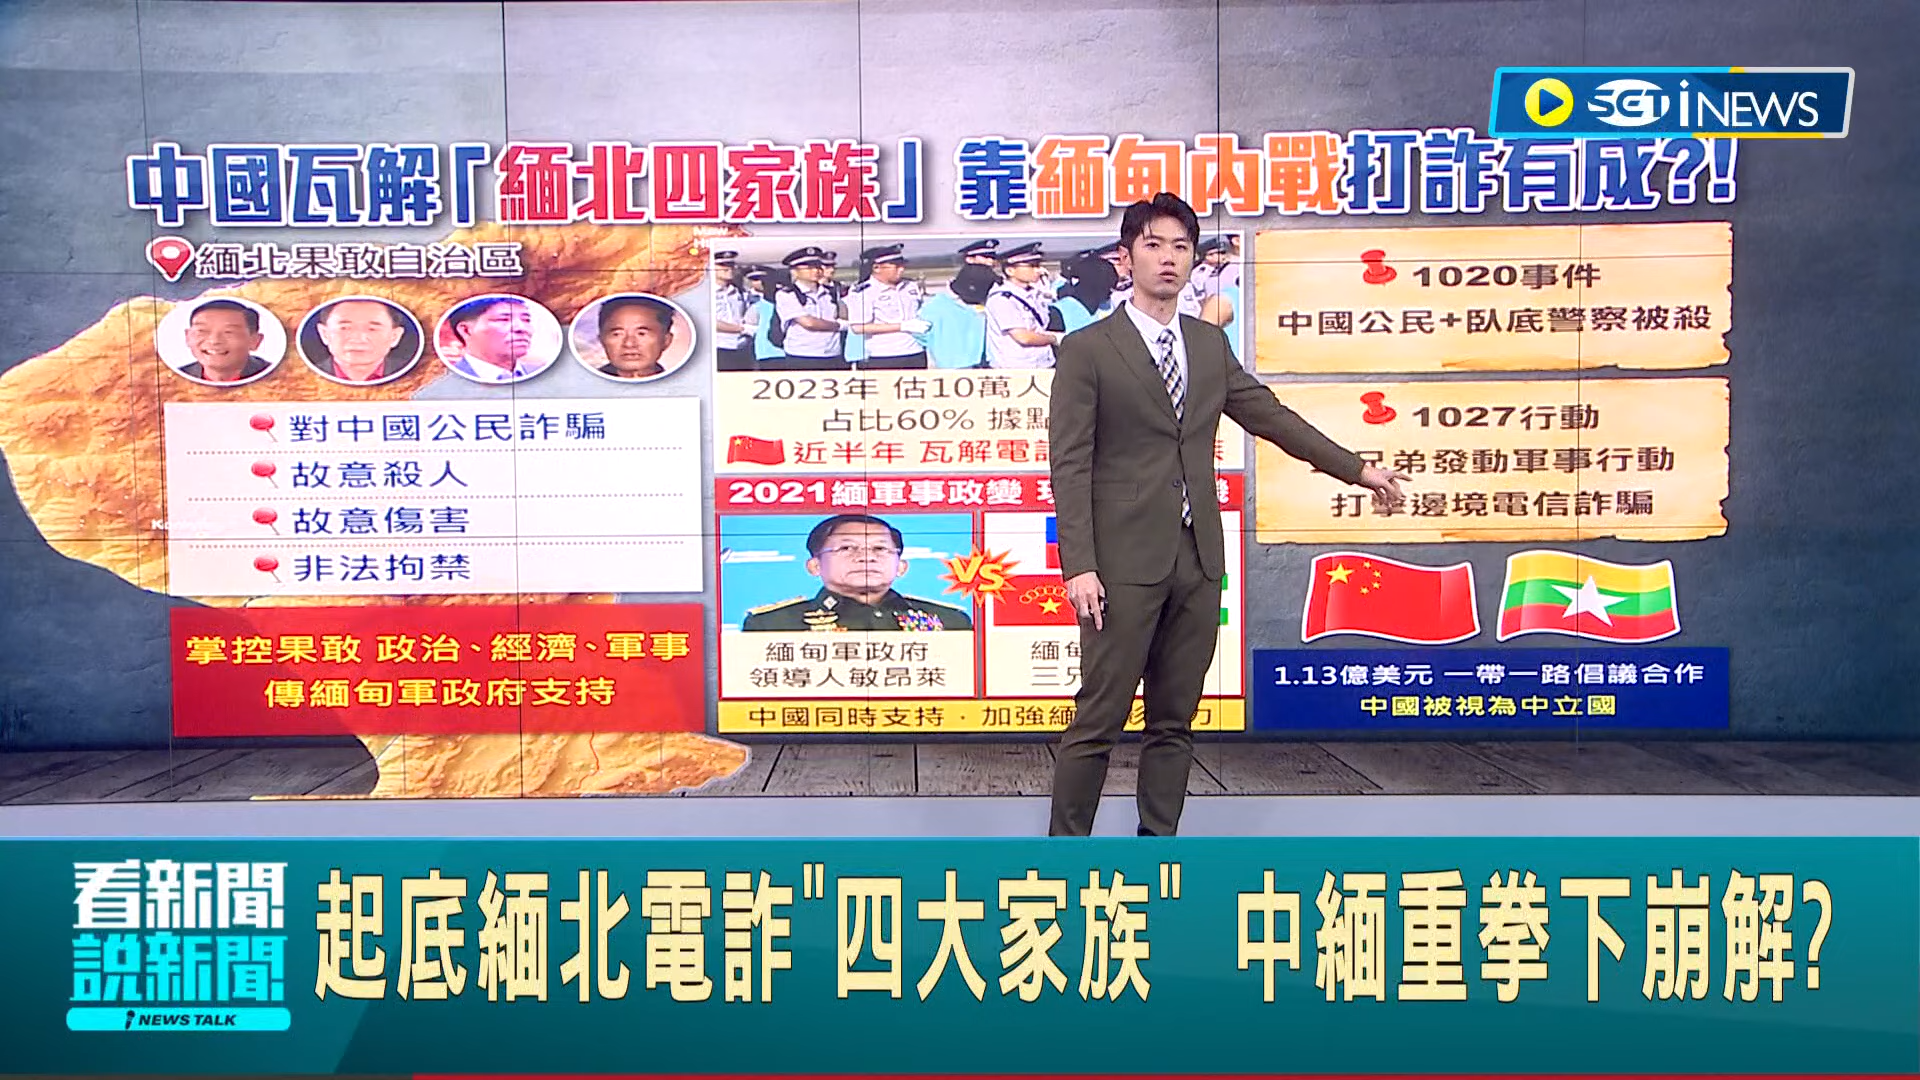 SETiNEWS
中國瓦解「緬北四家族」靠緬甸內戰打詐有成?!
緬北果敢自治區
對中國公民詐騙
故意殺人
故意傷害
非法拘禁
掌控果敢 政治、經濟、軍事
傳緬甸軍政府支持
2023年 估10萬人
占比60% 據點
近半年 瓦解電
2021緬軍事政變
VS
緬甸軍政府
領導人敏昂萊
緬
三兄
中國同時支持，加強緬
力
1020事件
中國公民+臥底警察被殺
1027行動
兄弟發動軍事行動
打擊邊境電信詐騙
1.13億美元 一帶一路倡議合作
中國被視為中立國
看新聞
說新聞
iNEWS TALK
起底緬北電詐"四大家族" 中緬重拳下崩解?